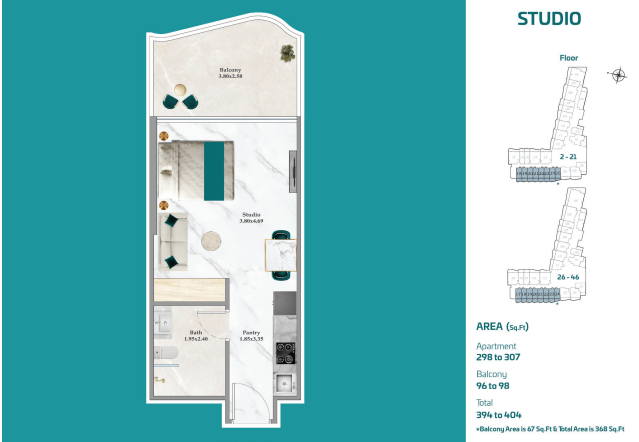 STUDIO
Floor
2 - 21
26 - 46
Balcony
3.80x2.58
Studio
3.80x4.69
Bath
1.95x2.40
Pantry
1.85x3.35
AREA (Sq.Ft)
Apartment
298 to 307
Balcony
96 to 98
Total
394 to 404
*Balcony Area is 67 Sq.Ft & Total Area is 368 Sq.Ft